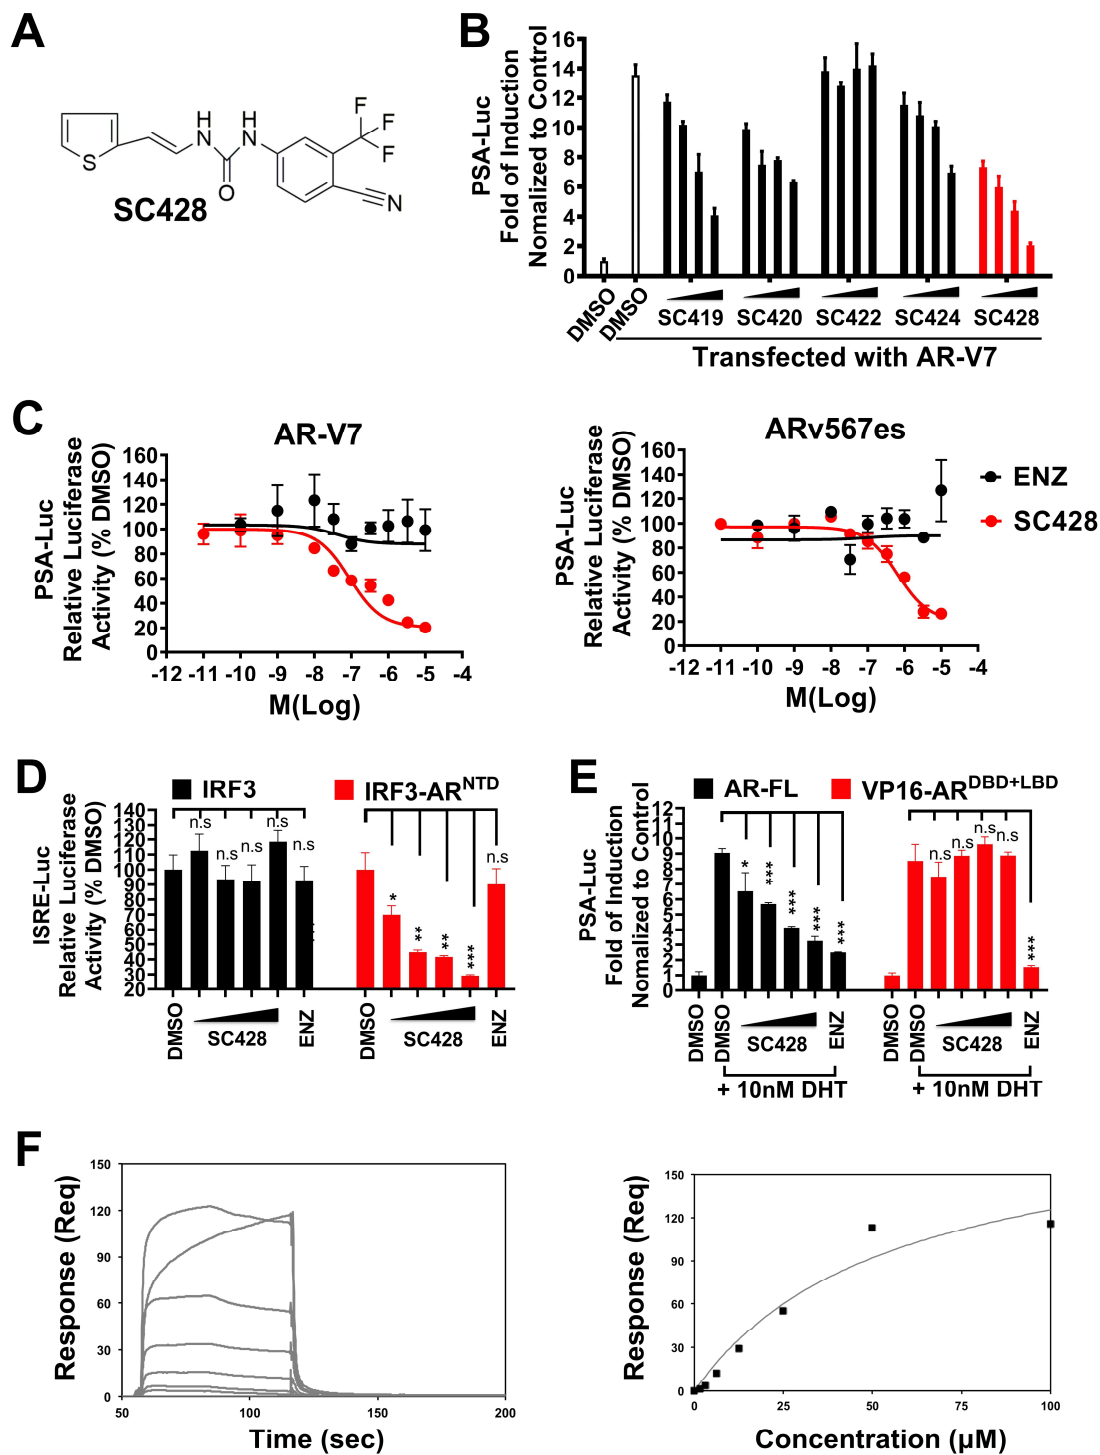 A
H
H
N
N
S
O
F
F
F
N
SC428
B
PSA-Luc
Fold of Induction
Nomalized to Control
16
14
12
10
8
6
4
2
0
DMSO
DMSO
SC419
SC420
SC422
SC424
SC428
Transfected with AR-V7
C
AR-V7
PSA-Luc
Relative Luciferase
Activity (% DMSO)
160
140
120
100
80
60
40
20
0
-12 -11 -10 -9 -8 -7 -6 -5 -4
M(Log)
ARv567es
PSA-Luc
Relative Luciferase
Activity (% DMSO)
160
140
120
100
80
60
40
20
0
-12 -11 -10 -9 -8 -7 -6 -5 -4
M(Log)
ENZ
SC428
D
IRF3
IRF3-ARNTD
ISRE-Luc
Relative Luciferase
Activity (% DMSO)
140
130
120
110
100
90
80
70
60
50
40
30
20
n.s
n.s
n.s
n.s
n.s
*
**
**
***
n.s
DMSO
SC428
ENZ
DMSO
SC428
ENZ
E
AR-FL
VP16-ARDBD+LBD
PSA-Luc
Fold of Induction
Nomalized to Control
12
11
10
9
8
7
6
5
4
3
2
1
0
*
***
***
***
***
n.s
n.s
n.s
n.s
***
DMSO
DMSO
SC428
ENZ
+ 10nM DHT
DMSO
DMSO
SC428
ENZ
+ 10nM DHT
F
Response (Req)
150
120
90
60
30
0
50 100 150 200
Time (sec)
Response (Req)
150
120
90
60
30
0
0 25 50 75 100
Concentration (µM)